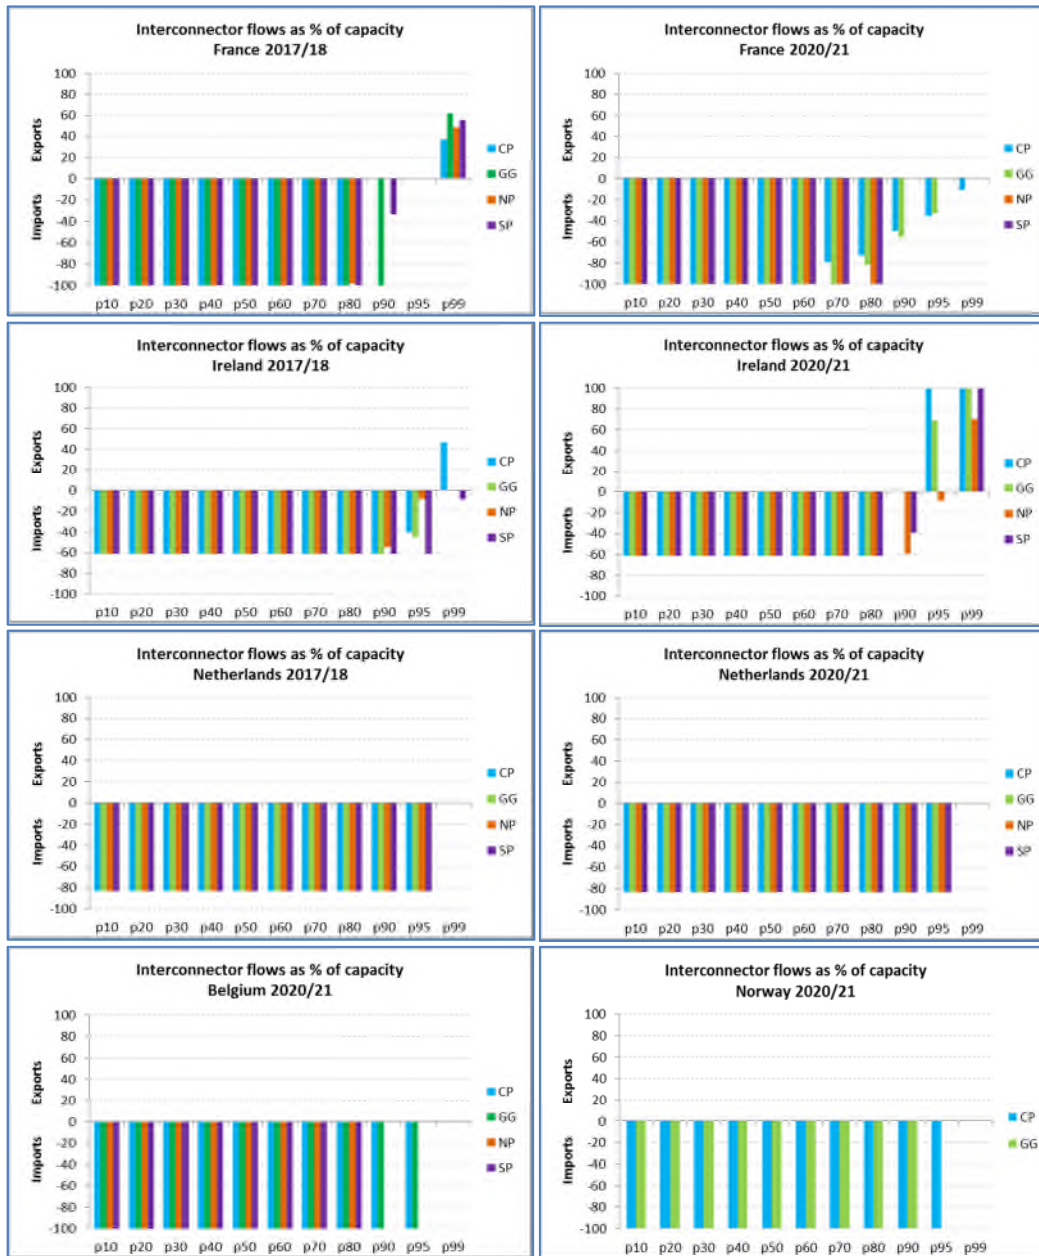 Interconnector flows as % of capacity
France 2017/18
100
80
60
40
20
0
-20
-40
-60
-80
-100
Exports
Imports
p10 p20 p30 p40 p50 p60 p70 p80 p90 p95 p99
CP
GG
NP
SP
Interconnector flows as % of capacity
France 2020/21
100
80
60
40
20
0
-20
-40
-60
-80
-100
Exports
Imports
p10 p20 p30 p40 p50 p60 p70 p80 p90 p95 p99
CP
GG
NP
SP
Interconnector flows as % of capacity
Ireland 2017/18
100
80
60
40
20
0
-20
-40
-60
-80
-100
Exports
Imports
p10 p20 p30 p40 p50 p60 p70 p80 p90 p95 p99
CP
GG
NP
SP
Interconnector flows as % of capacity
Ireland 2020/21
100
80
60
40
20
0
-20
-40
-60
-80
-100
Exports
Imports
p10 p20 p30 p40 p50 p60 p70 p80 p90 p95 p99
CP
GG
NP
SP
Interconnector flows as % of capacity
Netherlands 2017/18
100
80
60
40
20
0
-20
-40
-60
-80
-100
Exports
Imports
p10 p20 p30 p40 p50 p60 p70 p80 p90 p95 p99
CP
GG
NP
SP
Interconnector flows as % of capacity
Netherlands 2020/21
100
80
60
40
20
0
-20
-40
-60
-80
-100
Exports
Imports
p10 p20 p30 p40 p50 p60 p70 p80 p90 p95 p99
CP
GG
NP
SP
Interconnector flows as % of capacity
Belgium 2020/21
100
80
60
40
20
0
-20
-40
-60
-80
-100
Exports
Imports
p10 p20 p30 p40 p50 p60 p70 p80 p90 p95 p99
CP
GG
NP
SP
Interconnector flows as % of capacity
Norway 2020/21
100
80
60
40
20
0
-20
-40
-60
-80
-100
Exports
Imports
p10 p20 p30 p40 p50 p60 p70 p80 p90 p95 p99
CP
GG